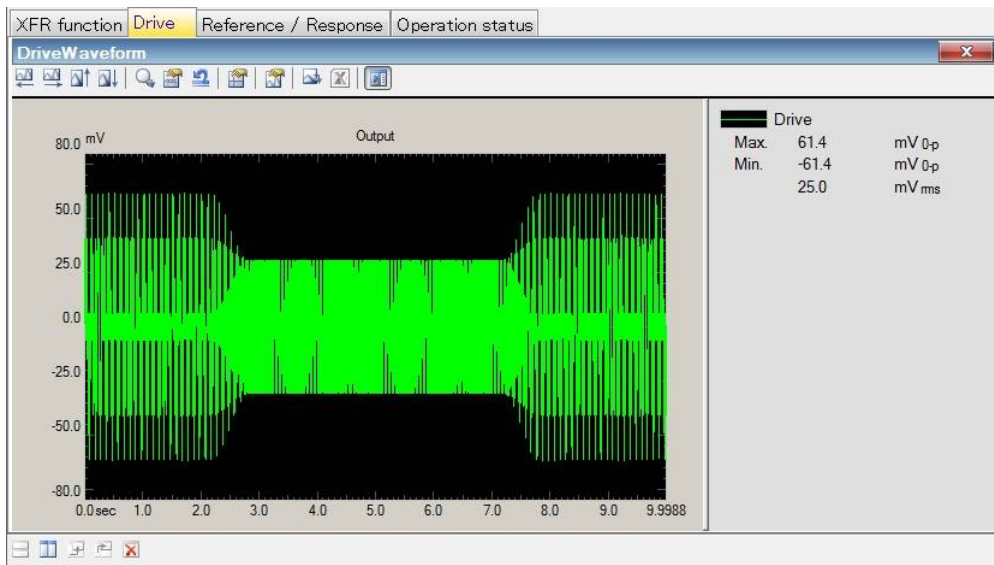 XFR function Drive Reference / Response Operation status
DriveWaveform
Output
80.0 mV
50.0
25.0
0.0
-25.0
-50.0
-80.0
0.0sec 1.0 2.0 3.0 4.0 5.0 6.0 7.0 8.0 9.0 9.9988
Drive
Max. 61.4 mV 0-p
Min. -61.4 mV 0-p
25.0 mV rms